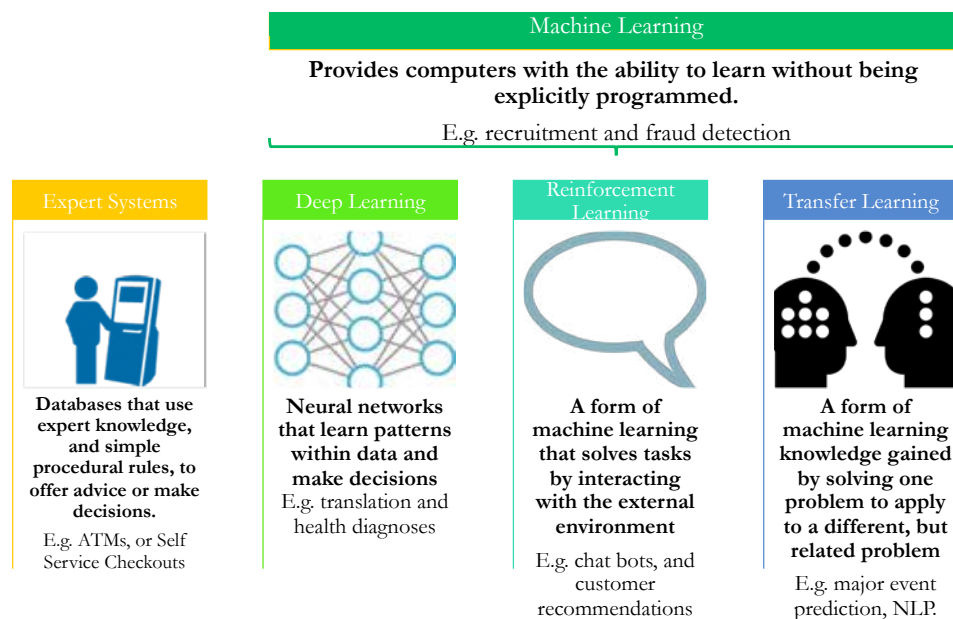 Machine Learning
Provides computers with the ability to learn without being
explicitly programmed.
E.g. recruitment and fraud detection
Expert Systems
Databases that use
expert knowledge,
and simple
procedural rules, to
offer advice or make
decisions.
E.g. ATMs, or Self
Service Checkouts
Deep Learning
Neural networks
that learn patterns
within data and
make decisions
E.g. translation and
health diagnoses
Reinforcement
Learning
A form of
machine learning
that solves tasks
by interacting
with the external
environment
E.g. chat bots, and
customer
recommendations
Transfer Learning
A form of
machine learning
knowledge gained
by solving one
problem to apply
to a different, but
related problem
E.g. major event
prediction, NLP.